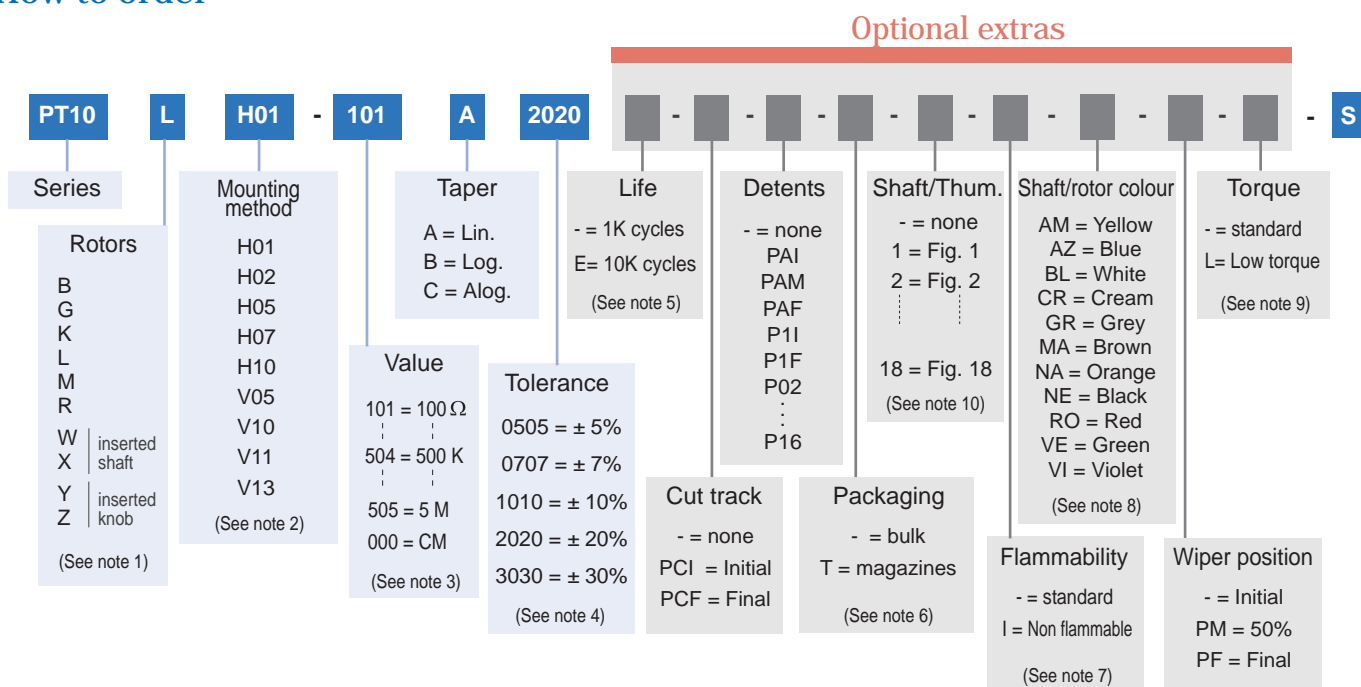 How to order
Optional extras
PT10 L H01 - 101 A 2020 - - - - - - - - - S
Series
Rotors
B
G
K
L
M
R
W
X
inserted
shaft
Y
Z
inserted
knob
(See note 1)
Mounting
method
H01
H02
H05
H07
H10
V05
V10
V11
V13
(See note 2)
Value
101 = 100 Ω
504 = 500 K
505 = 5 M
000 = CM
(See note 3)
Taper
A = Lin.
B = Log.
C = Alog.
Tolerance
0505 = ± 5%
0707 = ± 7%
1010 = ± 10%
2020 = ± 20%
3030 = ± 30%
(See note 4)
Life
- = 1K cycles
E= 10K cycles
(See note 5)
Cut track
- = none
PCI = Initial
PCF = Final
Detents
- = none
PAI
PAM
PAF
P1I
P1F
P02
:
:
P16
Packaging
- = bulk
T = magazines
(See note 6)
Shaft/Thum.
- = none
1 = Fig. 1
2 = Fig. 2
18 = Fig. 18
(See note 10)
Flammability
- = standard
I = Non flammable
(See note 7)
Shaft/rotor colour
AM = Yellow
AZ = Blue
BL = White
CR = Cream
GR = Grey
MA = Brown
NA = Orange
NE = Black
RO = Red
VE = Green
VI = Violet
(See note 8)
Wiper position
- = Initial
PM = 50%
PF = Final
Torque
- = standard
L= Low torque
(See note 9)